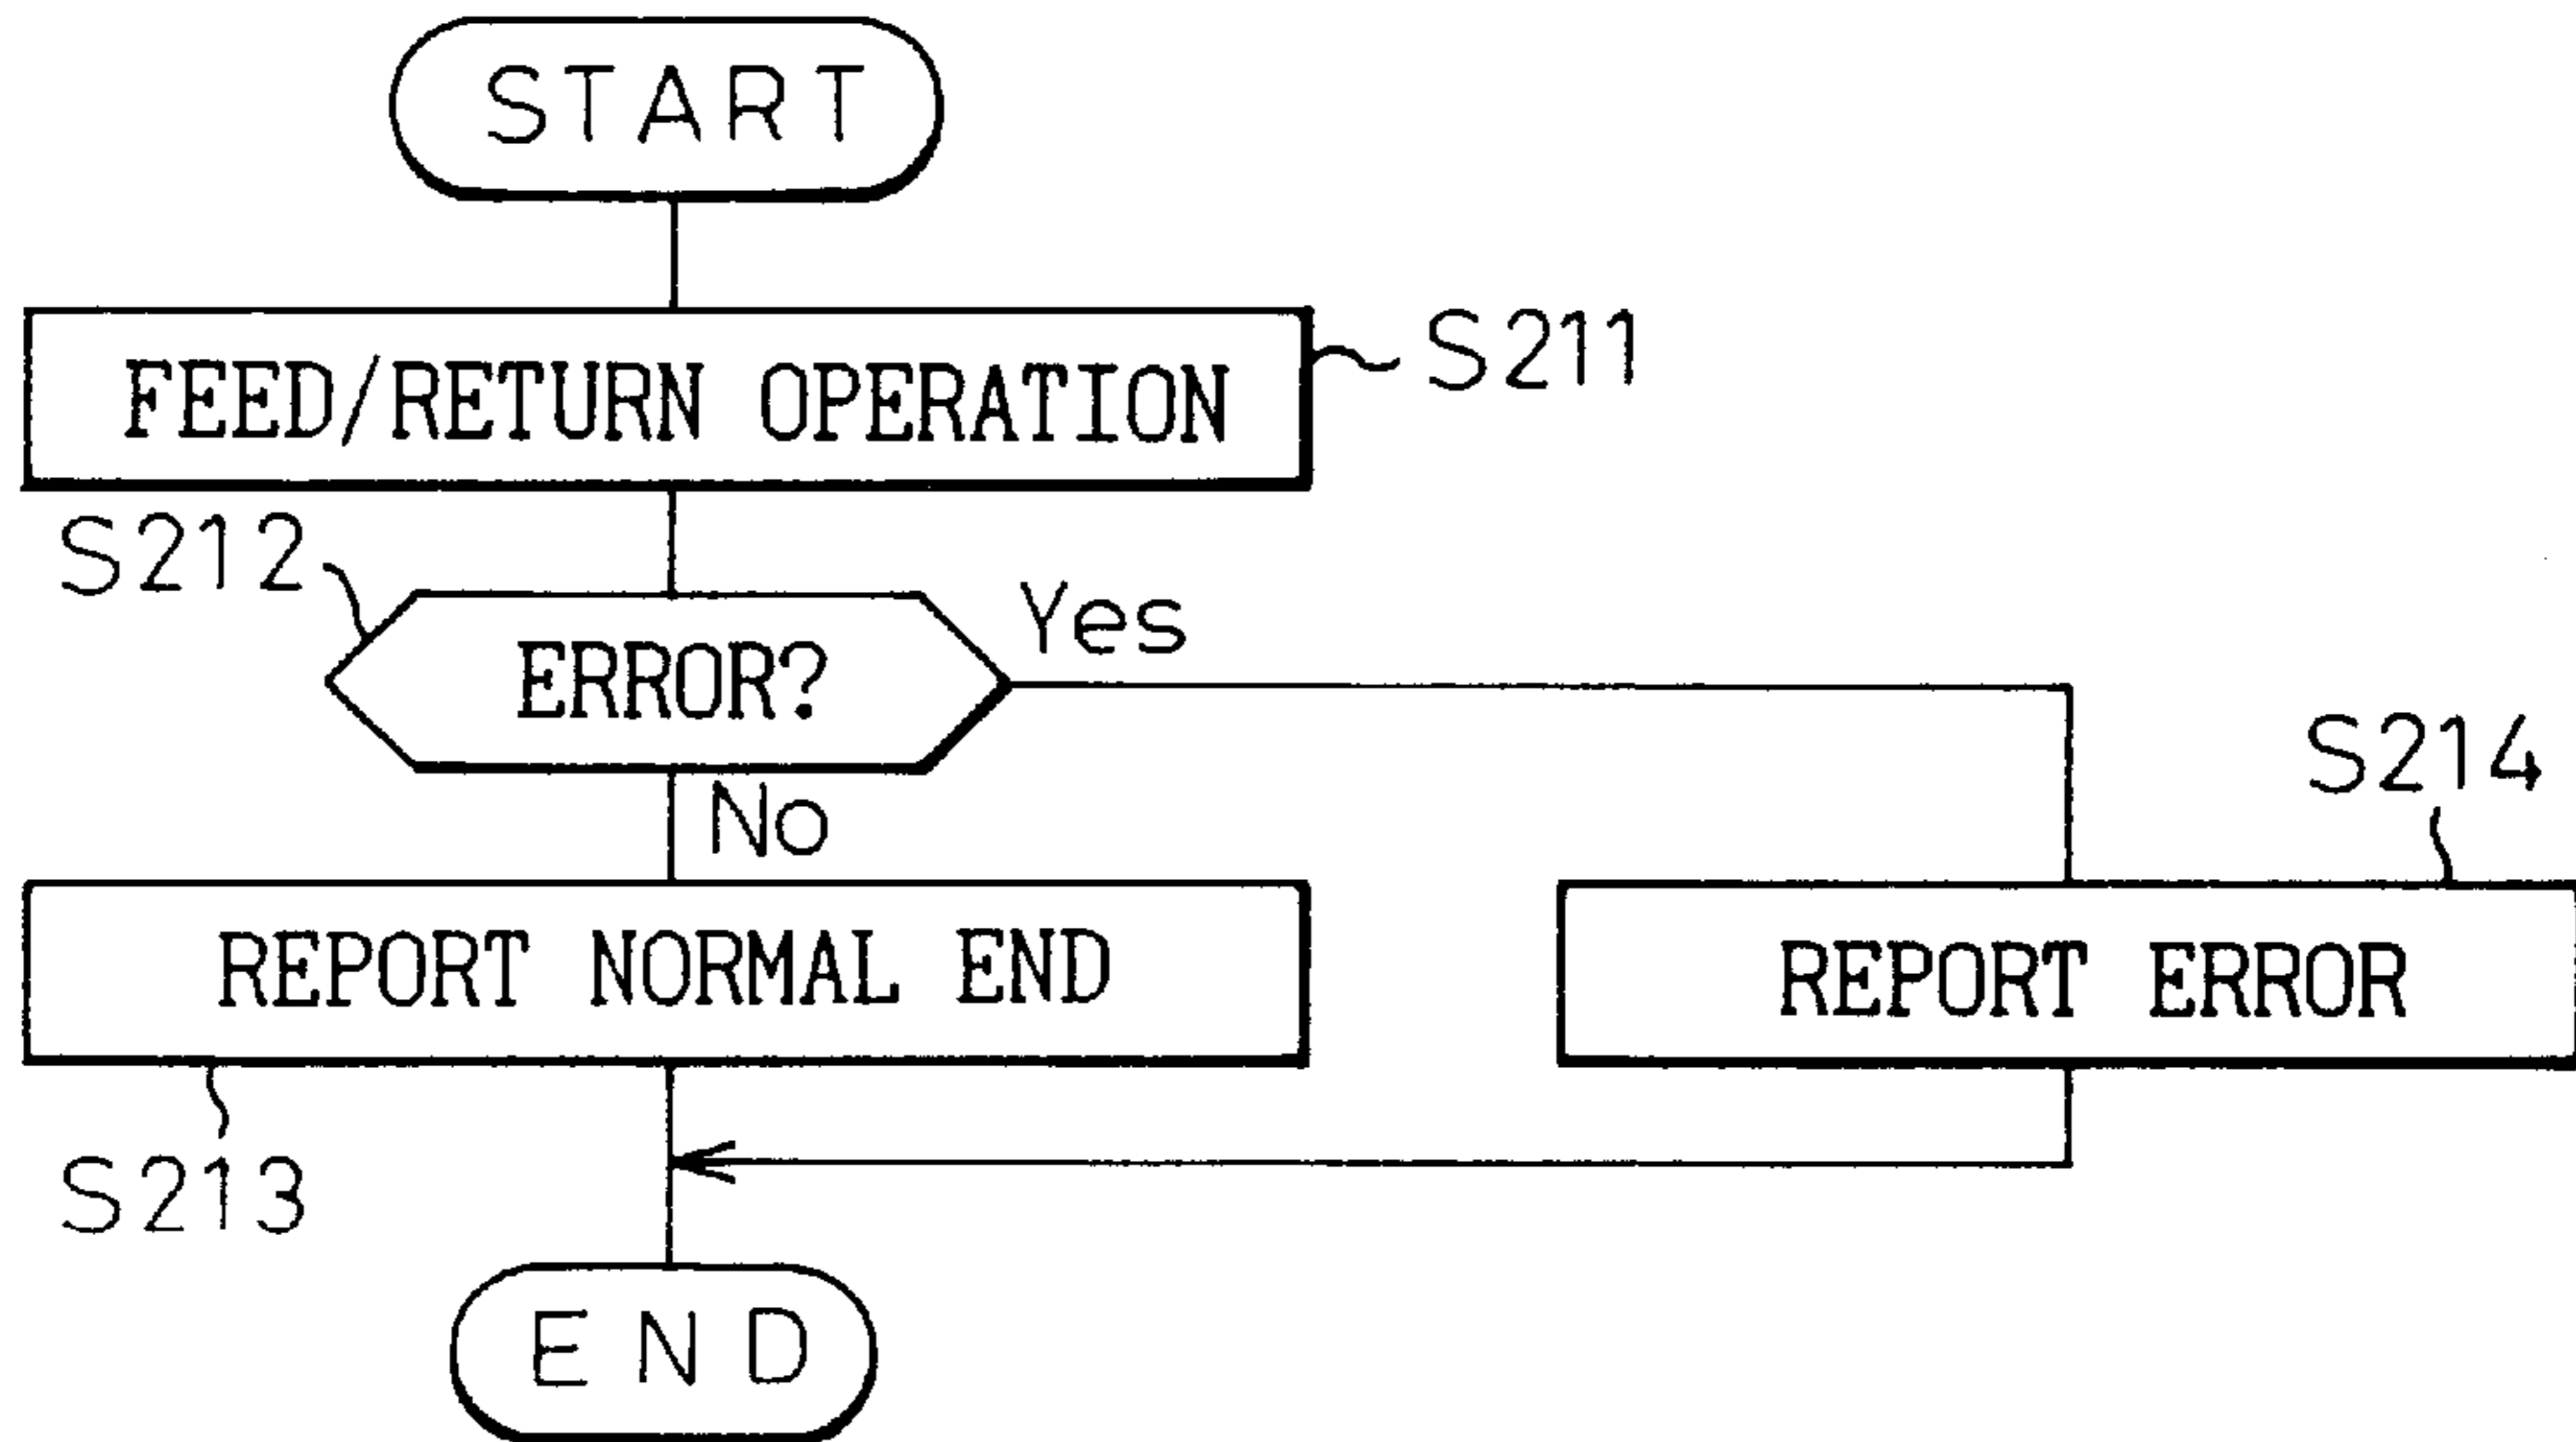 START
FEED/RETURN OPERATION
S211
S212
ERROR?
Yes
No
S214
REPORT NORMAL END
REPORT ERROR
S213
END